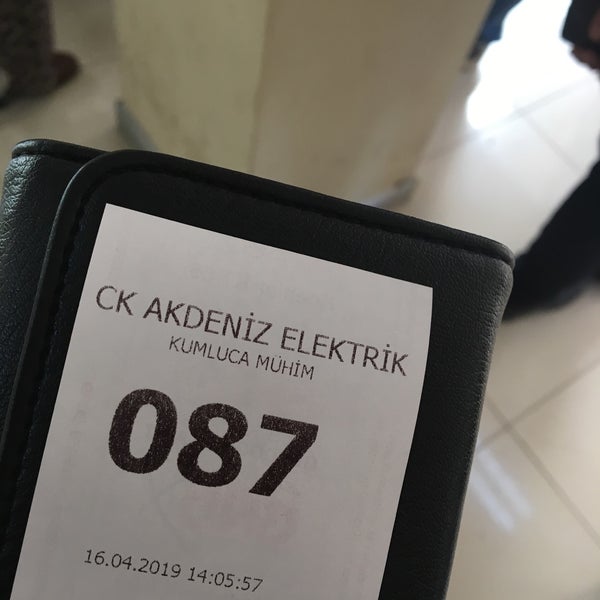 CK AKDENİZ ELEKTRİK
KUMLUCA MÜHİM
087
16.04.2019 14:05:57